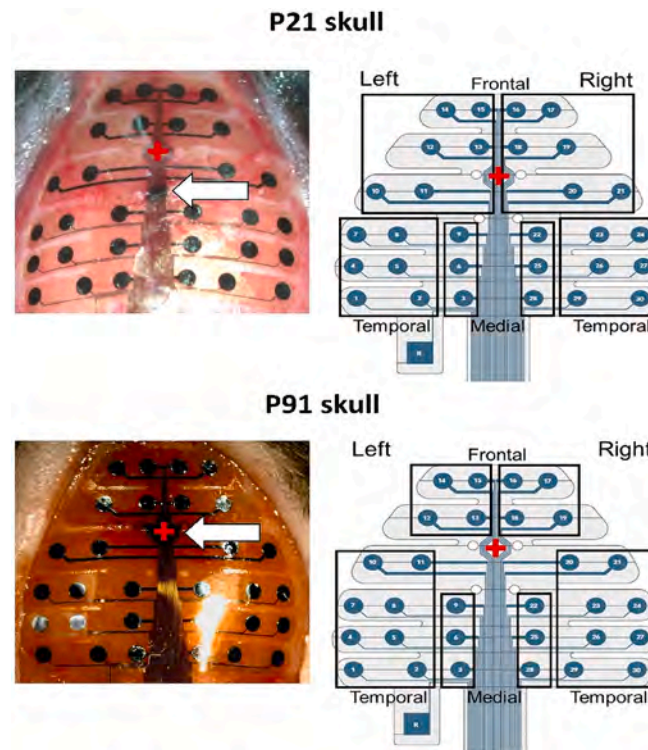 P21 skull
Left Frontal Right
14 15 16 17
12 13 18 19
10 11 20 21
7 8 9 22 23 24
4 5 6 25 26 27
1 2 3 28 29 30
Temporal Medial Temporal
R
P91 skull
Left Frontal Right
14 15 16 17
12 13 18 19
10 11 20 21
7 8 9 22 23 24
4 5 6 25 26 27
1 2 3 28 29 30
Temporal Medial Temporal
R